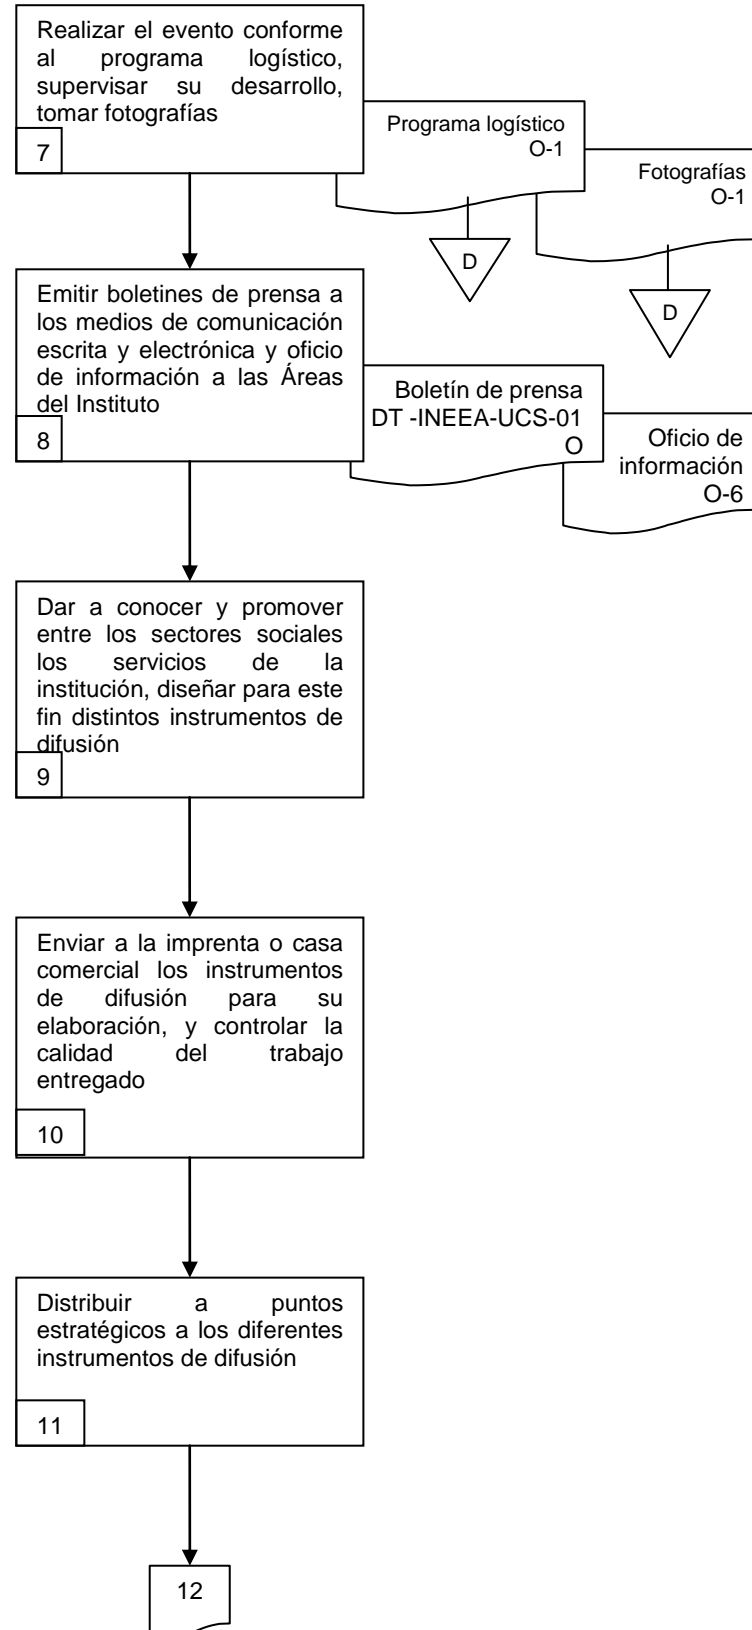 Realizar el evento conforme
al programa logístico,
supervisar su desarrollo,
tomar fotografías
7
Programa logístico
O-1
D
Fotografías
O-1
D
Emitir boletines de prensa a
los medios de comunicación
escrita y electrónica y oficio
de información a las Áreas
del Instituto
8
Boletín de prensa
DT -INEEA-UCS-01
O
Oficio de
información
O-6
Dar a conocer y promover
entre los sectores sociales
los servicios de la
institución, diseñar para este
fin distintos instrumentos de
difusión
9
Enviar a la imprenta o casa
comercial los instrumentos
de difusión para su
elaboración, y controlar la
calidad del trabajo
entregado
10
Distribuir a puntos
estratégicos a los diferentes
instrumentos de difusión
11
12